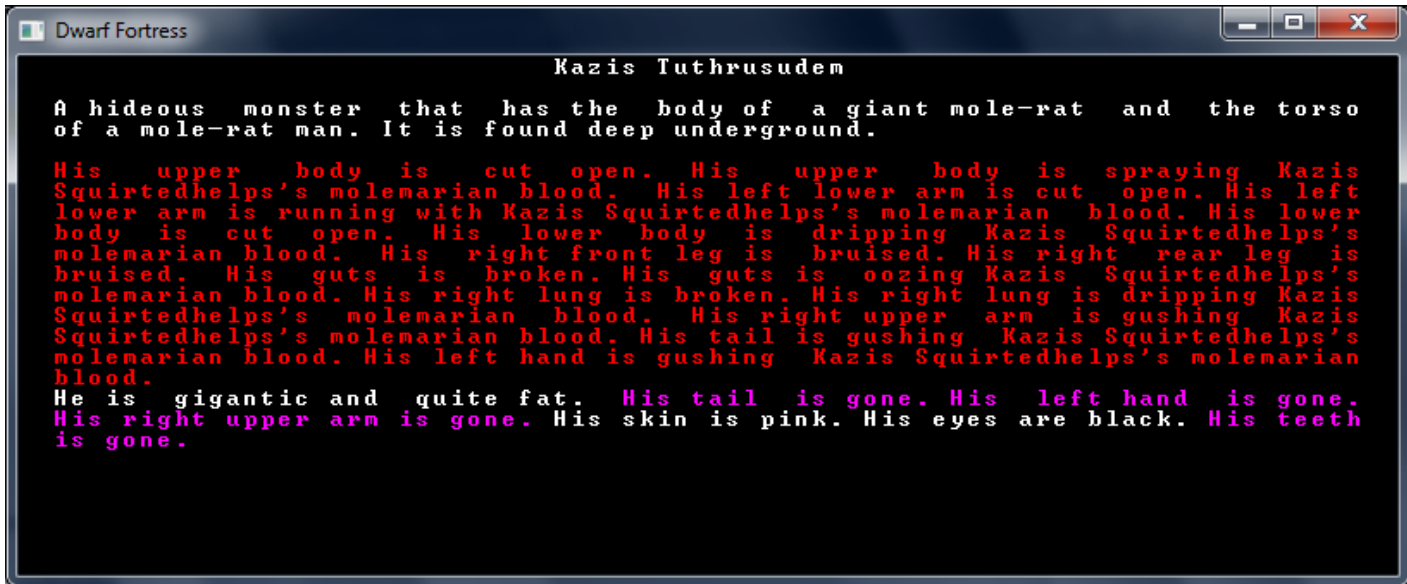 Dwarf Fortress
Kazis Tuthrusudem
A hideous monster that has the body of a giant mole-rat and the torso
of a mole-rat man. It is found deep underground.
His upper body is cut open. His upper body is spraying Kazis
Squirtedhelps's molemarian blood. His left lower arm is cut open. His left
lower arm is running with Kazis Squirtedhelps's molemarian blood. His lower
body is cut open. His lower body is dripping Kazis Squirtedhelps's
molemarian blood. His right front leg is bruised. His right rear leg is
bruised. His guts is broken. His guts is oozing Kazis Squirtedhelps's
molemarian blood. His right lung is broken. His right lung is dripping Kazis
Squirtedhelps's molemarian blood. His right upper arm is gushing Kazis
Squirtedhelps's molemarian blood. His tail is gushing Kazis Squirtedhelps's
molemarian blood. His left hand is gushing Kazis Squirtedhelps's molemarian
blood.
He is gigantic and quite fat. His tail is gone. His left hand is gone.
His right upper arm is gone. His skin is pink. His eyes are black. His teeth
is gone.